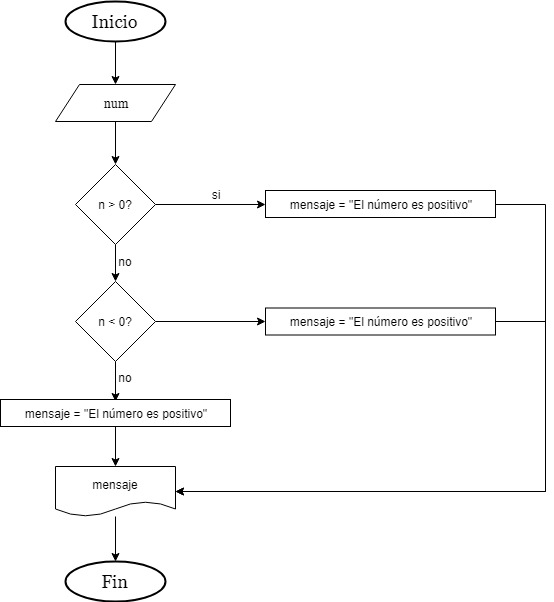 Inicio
num
n > 0?
si
mensaje = "El número es positivo"
no
n < 0?
mensaje = "El número es positivo"
no
mensaje = "El número es positivo"
mensaje
Fin